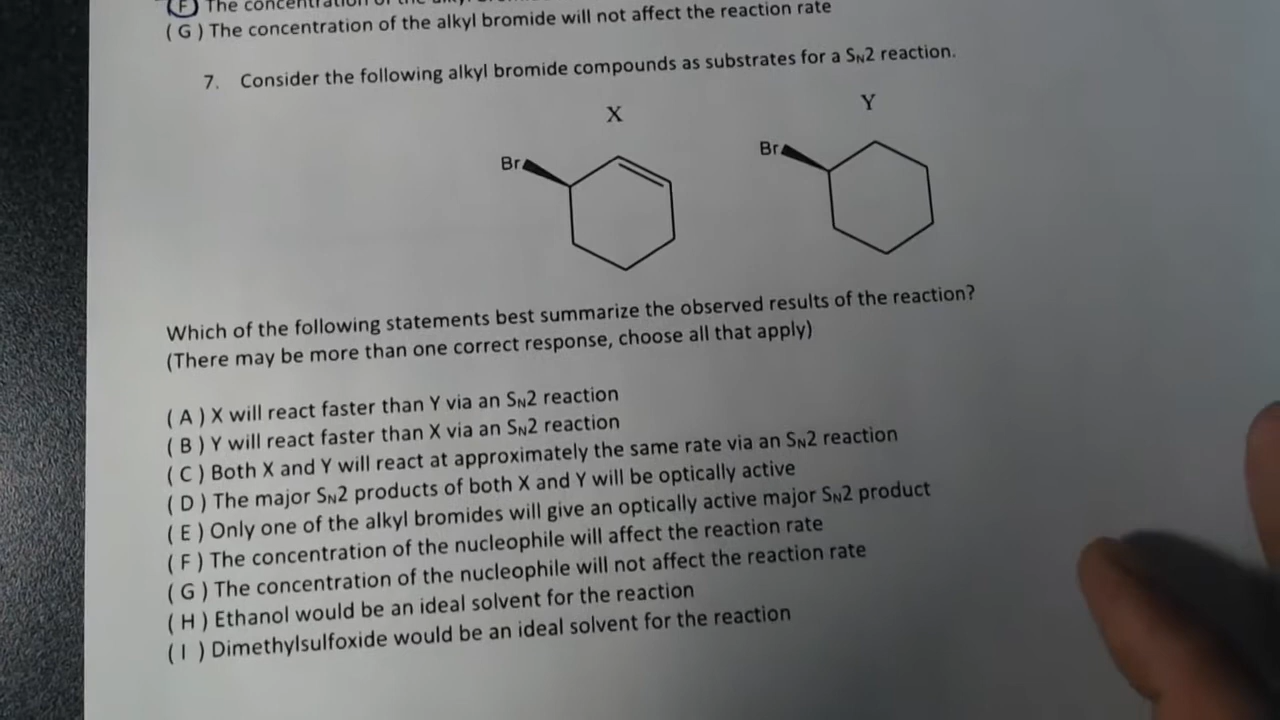 (F) The concentration of the alkyl
(G) The concentration of the alkyl bromide will not affect the reaction rate
7. Consider the following alkyl bromide compounds as substrates for a SN2 reaction.
X Y
Br Br
Which of the following statements best summarize the observed results of the reaction?
(There may be more than one correct response, choose all that apply)
(A) X will react faster than Y via an SN2 reaction
(B) Y will react faster than X via an SN2 reaction
(C) Both X and Y will react at approximately the same rate via an SN2 reaction
(D) The major SN2 products of both X and Y will be optically active
(E) Only one of the alkyl bromides will give an optically active major SN2 product
(F) The concentration of the nucleophile will affect the reaction rate
(G) The concentration of the nucleophile will not affect the reaction rate
(H) Ethanol would be an ideal solvent for the reaction
(I) Dimethylsulfoxide would be an ideal solvent for the reaction